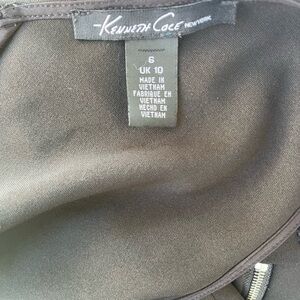 Kenneth Cole NEW YORK
6
UK 10
MADE IN
VIETNAM
FABRIQUE EN
VIETNAM
HECHO EN
VIETNAM